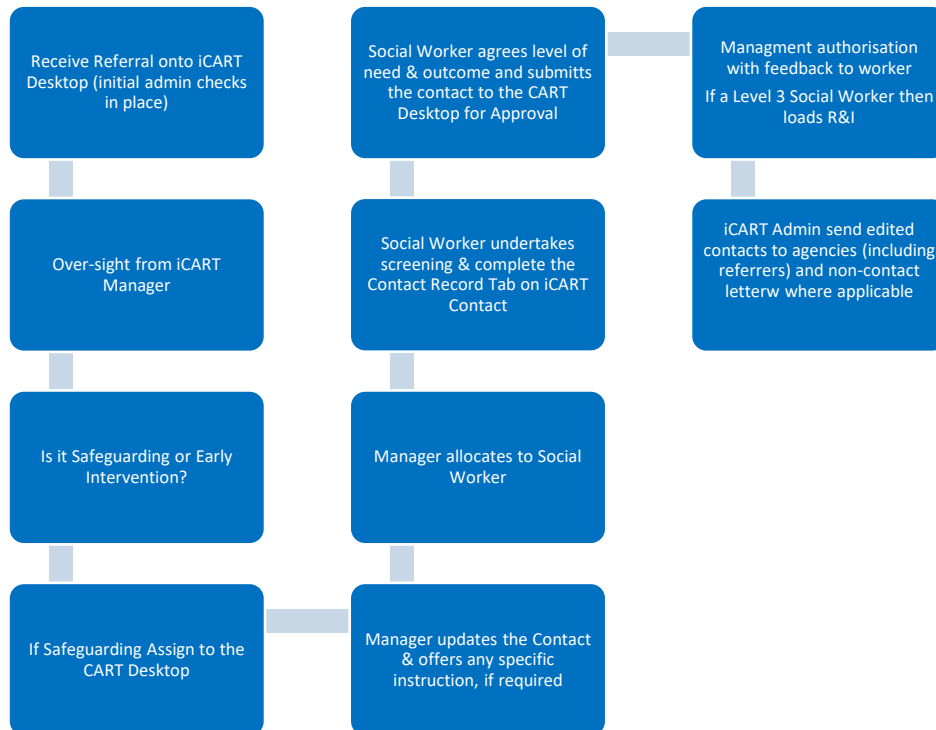 Receive Referral onto iCART
Desktop (initial admin checks
in place)
Over-sight from iCART
Manager
Is it Safeguarding or Early
Intervention?
If Safeguarding Assign to the
CART Desktop
Manager updates the Contact
& offers any specific
instruction, if required
Manager allocates to Social
Worker
Social Worker undertakes
screening & complete the
Contact Record Tab on iCART
Contact
Social Worker agrees level of
need & outcome and submitts
the contact to the CART
Desktop for Approval
Managment authorisation
with feedback to worker
If a Level 3 Social Worker then
loads R&I
iCART Admin send edited
contacts to agencies (including
referrers) and non-contact
letterw where applicable